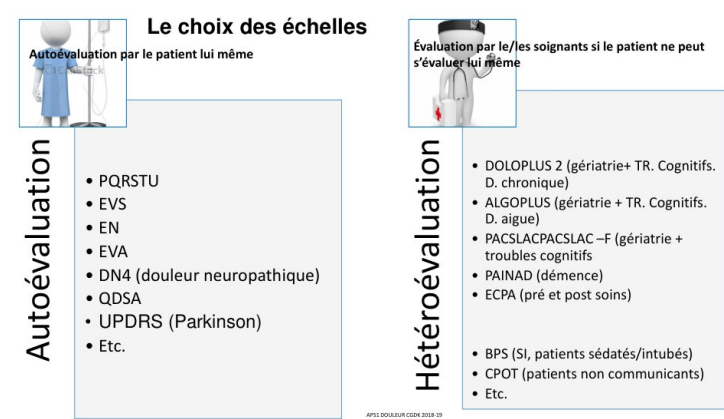 Le choix des échelles
Autoévaluation par le patient lui même
Autoévaluation
• PQRSTU
• EVS
• EN
• EVA
• DN4 (douleur neuropathique)
• QDSA
• UPDRS (Parkinson)
• Etc.
Évaluation par le/les soignants si le patient ne peut
s’évaluer lui même
Hétéroévaluation
• DOLOPLUS 2 (gériatrie+ TR. Cognitifs.
D. chronique)
• ALGOPLUS (gériatrie + TR. Cognitifs.
D. aigue)
• PACSLACPACSLAC –F (gériatrie +
troubles cognitifs
• PAINAD (démence)
• ECPA (pré et post soins)
• BPS (SI, patients sédatés/intubés)
• CPOT (patients non communicants)
• Etc.
APS1 DOULEUR CGDK 2018-19